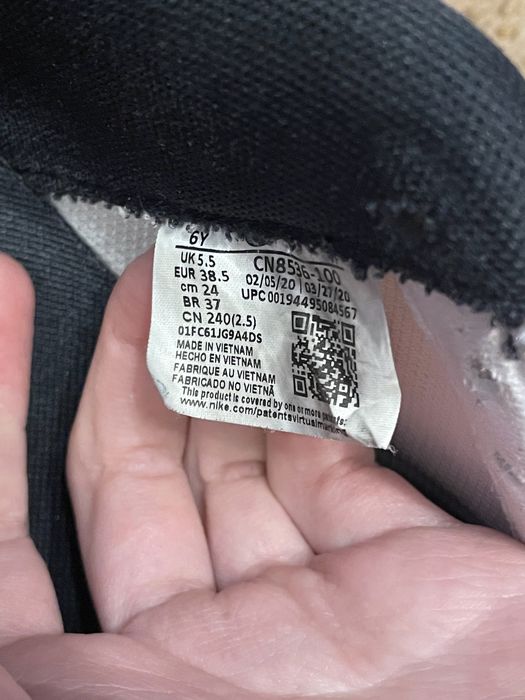 6Y
UK 5.5
EUR 38.5
cm 24
BR 37
CN 240(2.5)
CN8536-100
02/05/20 | 03/27/20
UPC 00194495084567
01FC61JG9A4DS
MADE IN VIETNAM
HECHO EN VIETNAM
FABRIQUE AU VIETNAM
FABRICADO NO VIETNÃ
This product is covered by one or more patents:
www.nike.com/patentsvirtualmarking